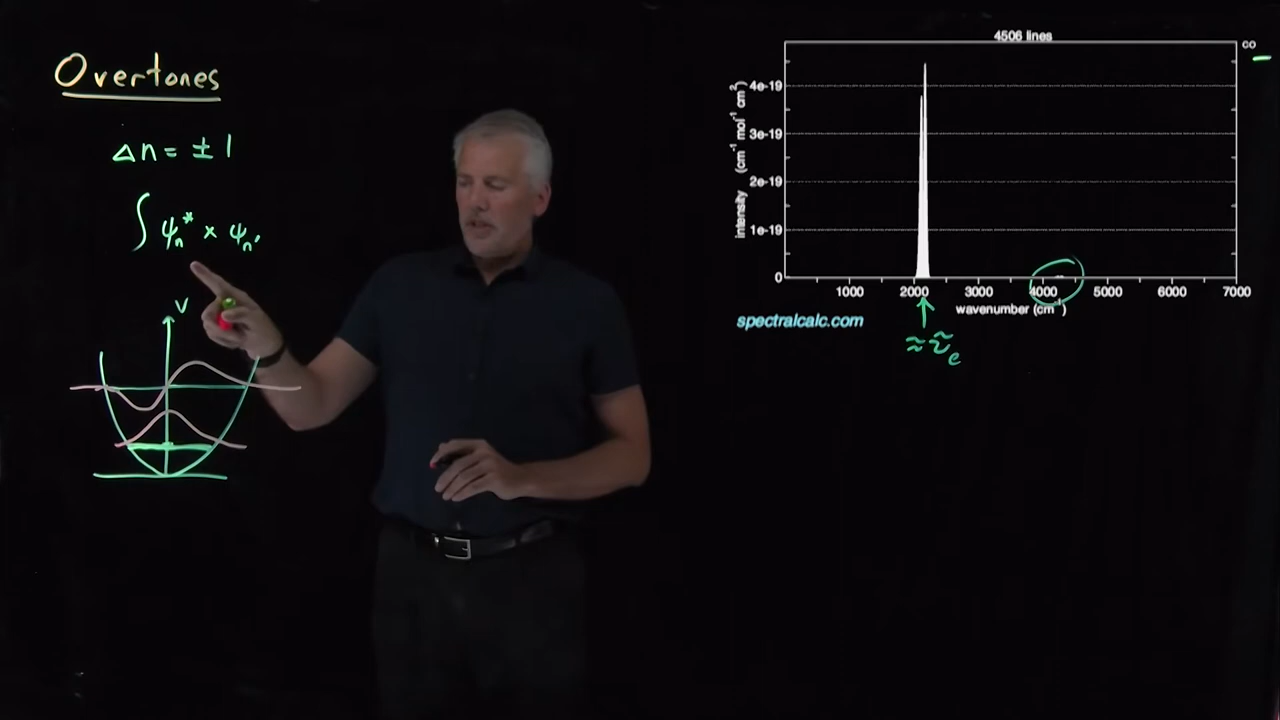 Overtones
Δn = ± 1
∫ ψn* x ψn'
V
4506 lines
CO
intensity (cm⁻¹ mol⁻¹ cm²)
4e-19
3e-19
2e-19
1e-19
0
1000 2000 3000 4000 5000 6000 7000
wavenumber (cm⁻¹)
spectralcalc.com
≈ ν̃e